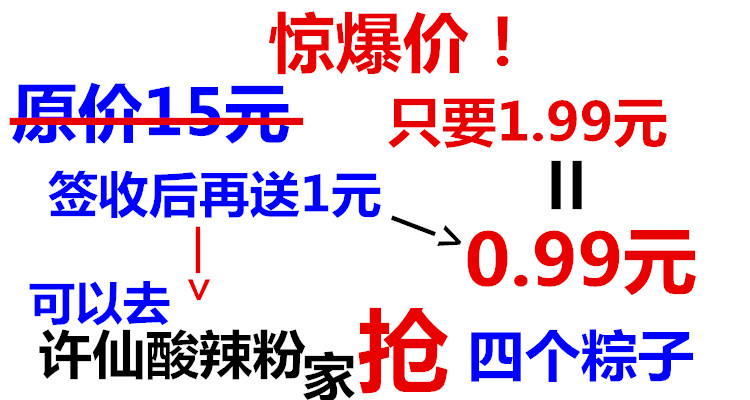 惊爆价！
原价15元
只要1.99元
=
签收后再送1元
0.99元
可以去
许仙酸辣粉家抢四个粽子